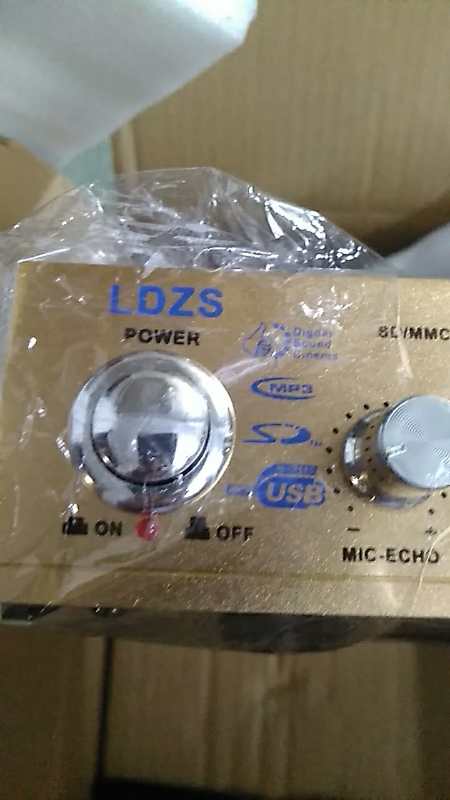 LDZS
POWER
Digital
Sound
Cinema
SD/MMC
MP3
SD
USB
ON
OFF
- +
MIC-ECHO